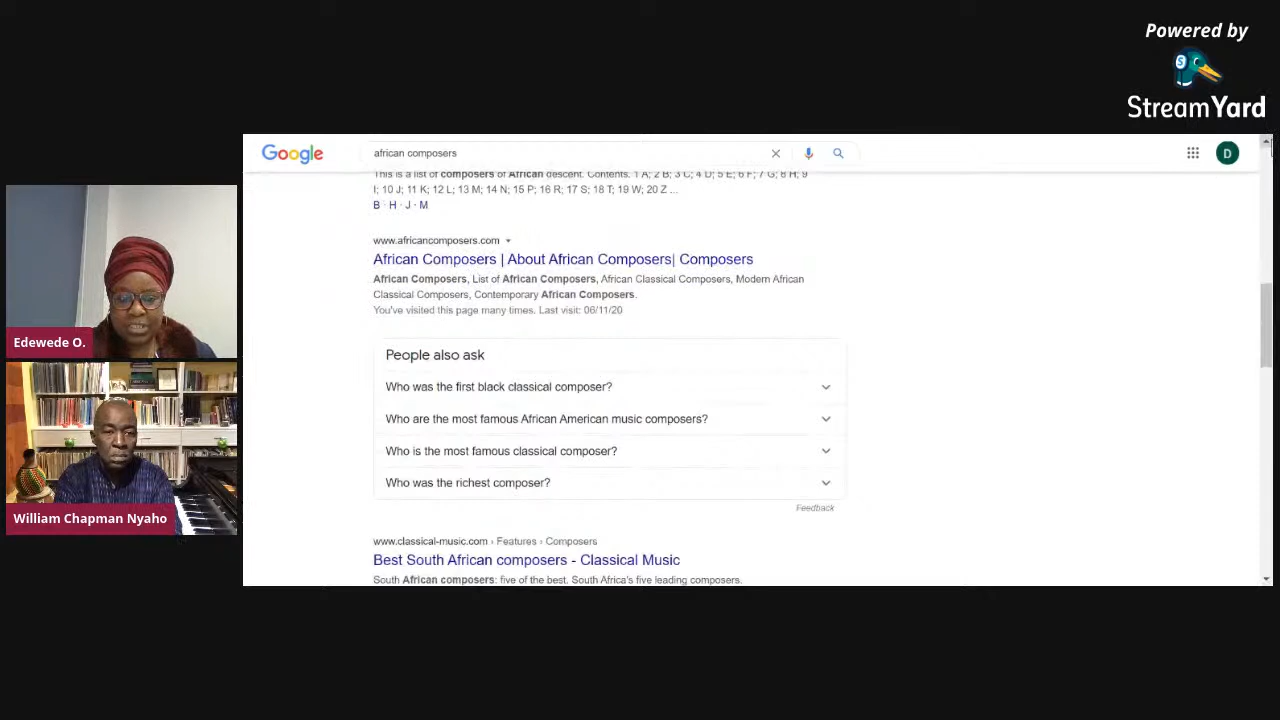 Powered by
StreamYard
Google
african composers
D
This is a list of composers of African descent. Contents. 1 A; 2 B; 3 C; 4 D; 5 E; 6 F; 7 G; 8 H; 9
I; 10 J; 11 K; 12 L; 13 M; 14 N; 15 P; 16 R; 17 S; 18 T; 19 W; 20 Z ...
B · H · J · M
www.africancomposers.com
African Composers | About African Composers| Composers
African Composers, List of African Composers, African Classical Composers, Modern African
Classical Composers, Contemporary African Composers.
You've visited this page many times. Last visit: 06/11/20
People also ask
Who was the first black classical composer?
Who are the most famous African American music composers?
Who is the most famous classical composer?
Who was the richest composer?
Feedback
www.classical-music.com › Features › Composers
Best South African composers - Classical Music
South African composers: five of the best. South Africa's five leading composers.
Edewede O.
William Chapman Nyaho